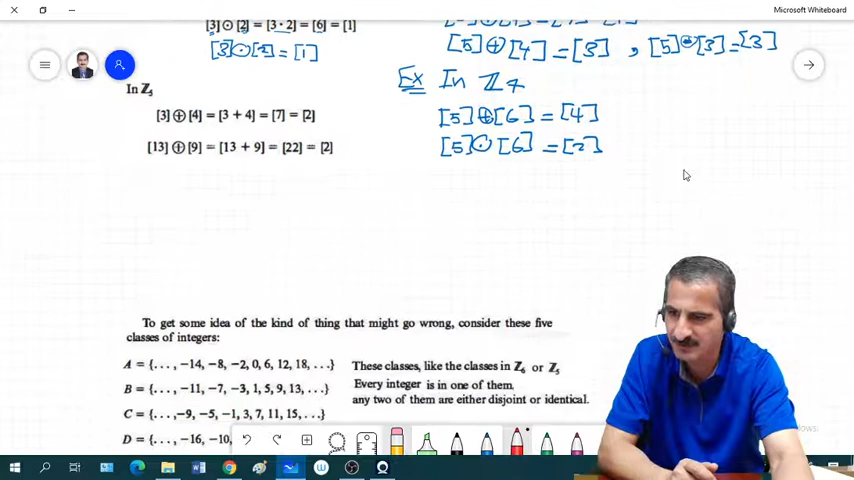 Microsoft Whiteboard
[3] ⊙ [2] = [3 · 2] = [6] = [1]
[3]⊙[2] = [1]
[5]⊕[4] = [3] , [5]⊙[3]=[3]
Ex In ℤ7
In ℤ5
[5]⊕[6] = [4]
[3] ⊕ [4] = [3 + 4] = [7] = [2]
[5]⊙[6] = [2]
[13] ⊕ [9] = [13 + 9] = [22] = [2]
To get some idea of the kind of thing that might go wrong, consider these five
classes of integers:
A = {. . . , −14, −8, −2, 0, 6, 12, 18, . . .}
These classes, like the classes in ℤ6 or ℤ5
B = {. . . , −11, −7, −3, 1, 5, 9, 13, . . .}
Every integer is in one of them.
C = {. . . ,−9, −5, −1, 3, 7, 11, 15, . . .}
any two of them are either disjoint or identical.
D = {. . . , −16, −10,